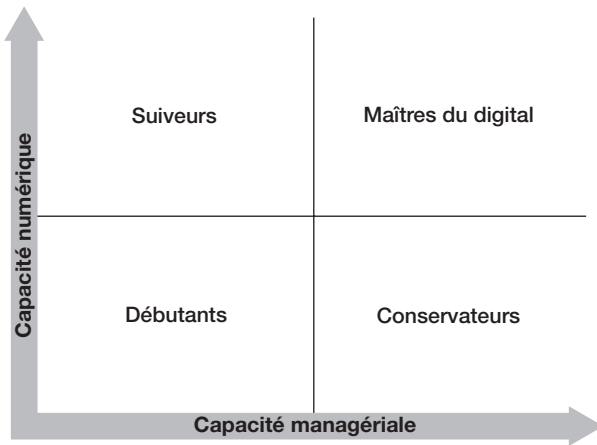 Capacité numérique
Suiveurs
Maîtres du digital
Débutants
Conservateurs
Capacité managériale